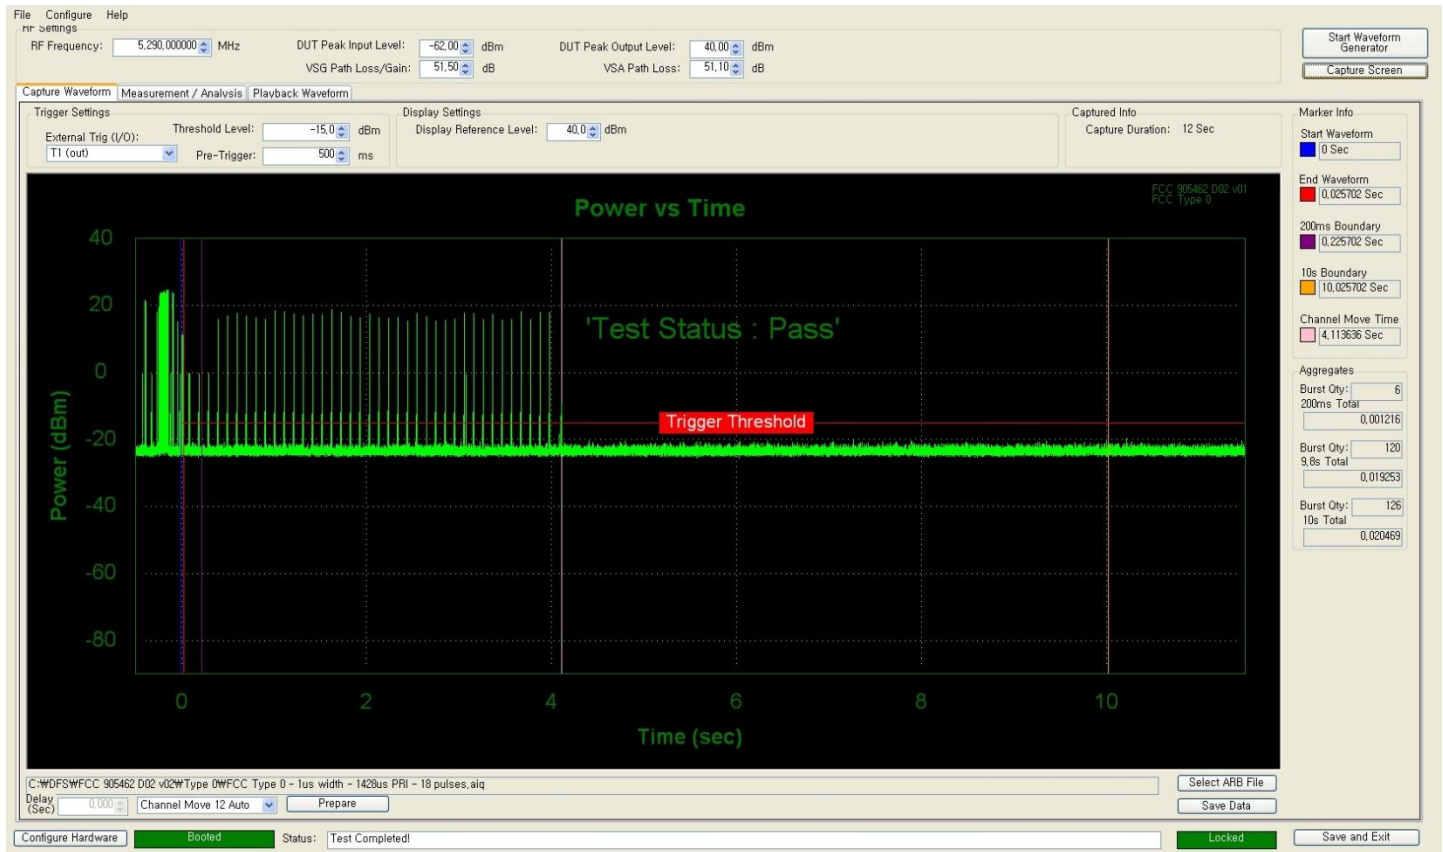 File Configure Help
RF Settings
RF Frequency: 5,290,000000 MHz DUT Peak Input Level: -62,00 dBm DUT Peak Output Level: 40,00 dBm
VSG Path Loss/Gain: 51,50 dB VSA Path Loss: 51,10 dB
Start Waveform Generator
Capture Screen
Capture Waveform Measurement / Analysis Playback Waveform
Trigger Settings
External Trig (I/O):
T1 (out)
Threshold Level: -15,0 dBm
Pre-Trigger: 500 ms
Display Settings
Display Reference Level: 40,0 dBm
Captured Info
Capture Duration: 12 Sec
Marker Info
Start Waveform
0 Sec
End Waveform
0,025702 Sec
200ms Boundary
0,225702 Sec
10s Boundary
10,025702 Sec
Channel Move Time
4,113636 Sec
Aggregates
Burst Qty: 6
200ms Total
0,001216
Burst Qty: 120
9,8s Total
0,019253
Burst Qty: 126
10s Total
0,020469
FCC 905462 D02 v01
FCC Type 0
Power vs Time
'Test Status : Pass'
Trigger Threshold
Power (dBm)
40
20
0
-20
-40
-60
-80
0 2 4 6 8 10
Time (sec)
C:₩DFS₩FCC 905462 D02 v02₩Type 0₩FCC Type 0 - 1us width - 1428us PRI - 18 pulses,aiq
Select ARB File
Delay (Sec) 0,000 Channel Move 12 Auto Prepare
Save Data
Configure Hardware Booted Status: Test Completed! Locked Save and Exit